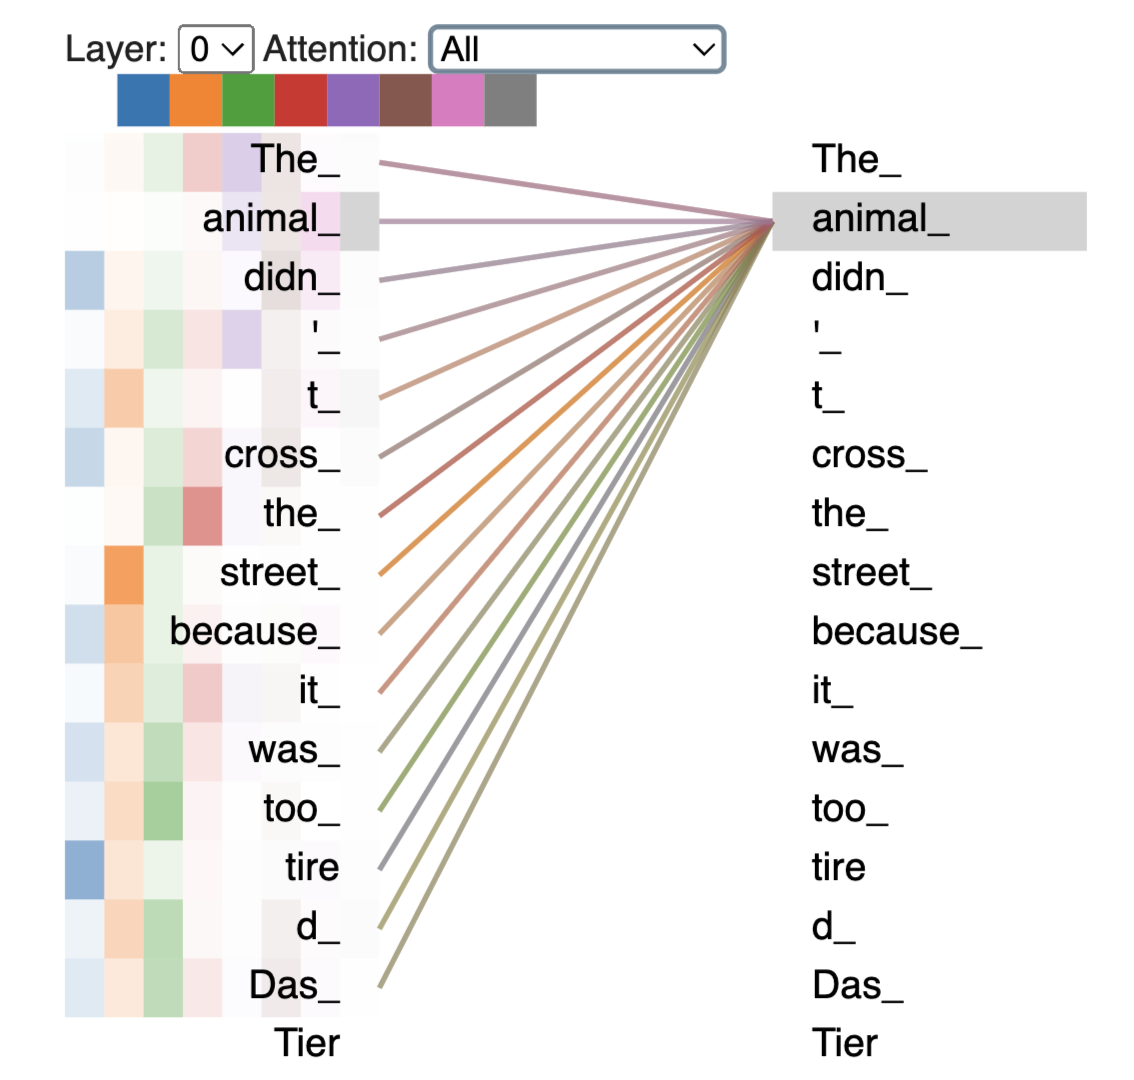 Layer: 0 Attention: All
The_ The_
animal_ animal_
didn_ didn_
'_ '_
t_ t_
cross_ cross_
the_ the_
street_ street_
because_ because_
it_ it_
was_ was_
too_ too_
tire tire
d_ d_
Das_ Das_
Tier Tier